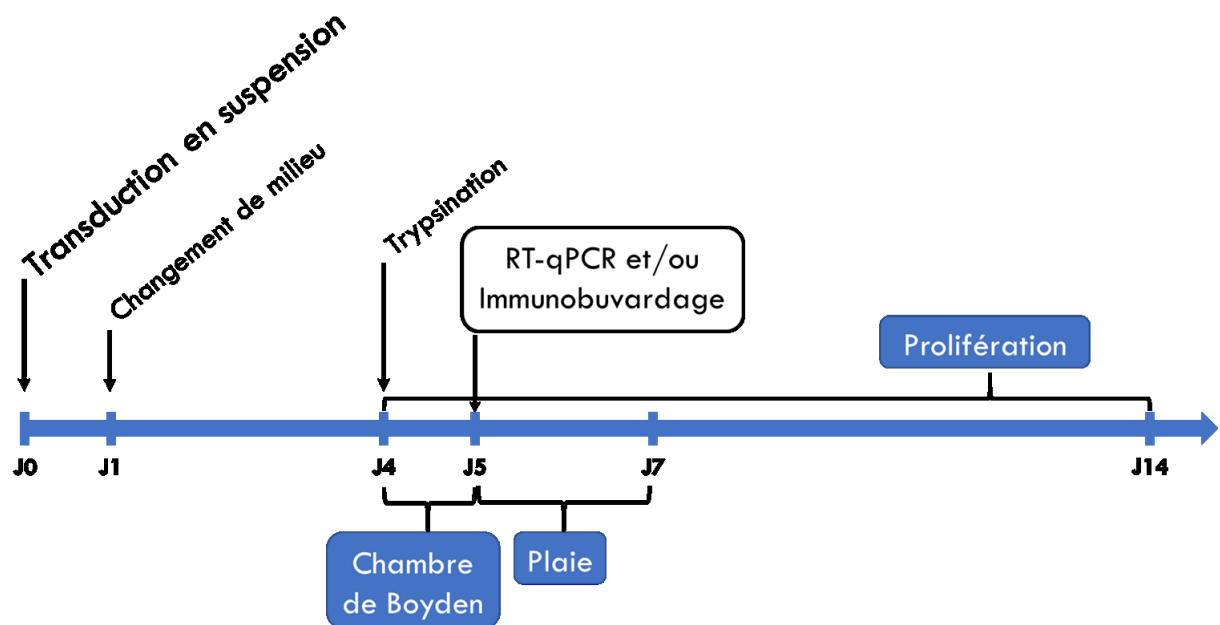 Transduction en suspension
Changement de milieu
Trypsination
RT-qPCR et/ou
Immunobuvardage
Prolifération
J0
J1
J4
J5
J7
J14
Chambre
de Boyden
Plaie